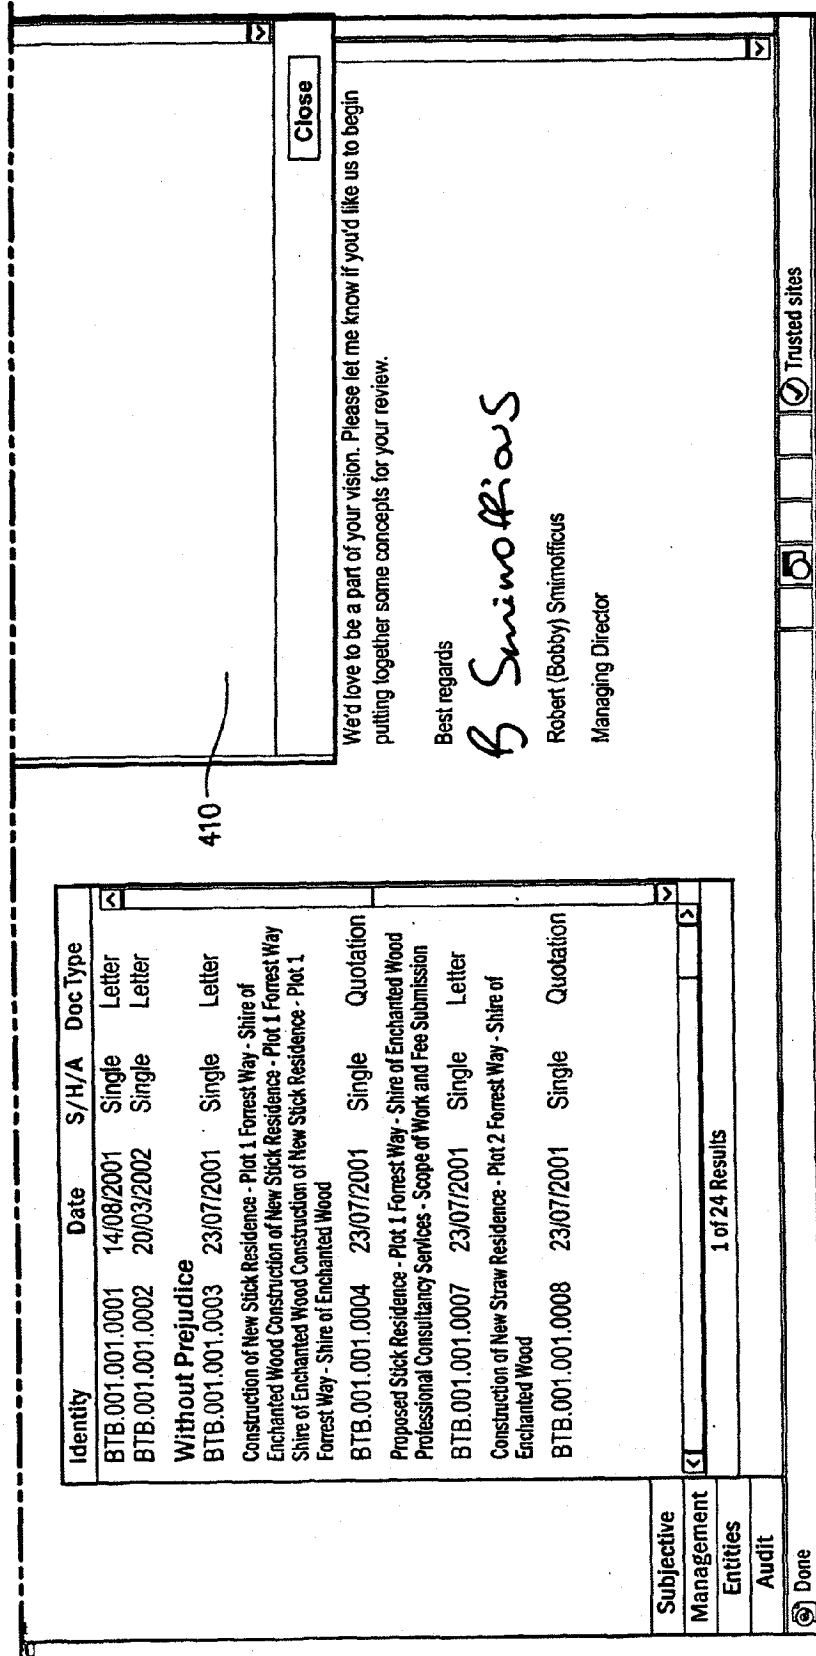 Close
We'd love to be a part of your vision. Please let me know if you'd like us to begin
putting together some concepts for your review.
Best regards
B Smimofficus
Robert (Bobby) Smimofficus
Managing Director
410
Identity Date S/H/A Doc Type
BTB.001.001.0001 14/08/2001 Single Letter
BTB.001.001.0002 20/03/2002 Single Letter
Without Prejudice
BTB.001.001.0003 23/07/2001 Single Letter
Construction of New Stick Residence - Plot 1 Forrest Way - Shire of
Enchanted Wood Construction of New Stick Residence - Plot 1 Forrest Way
Shire of Enchanted Wood Construction of New Stick Residence - Plot 1
Forrest Way - Shire of Enchanted Wood
BTB.001.001.0004 23/07/2001 Single Quotation
Proposed Stick Residence - Plot 1 Forrest Way - Shire of Enchanted Wood
Professional Consultancy Services - Scope of Work and Fee Submission
BTB.001.001.0007 23/07/2001 Single Letter
Construction of New Straw Residence - Plot 2 Forrest Way - Shire of
Enchanted Wood
BTB.001.001.0008 23/07/2001 Single Quotation
1 of 24 Results
Subjective
Management
Entities
Audit
Done
Trusted sites